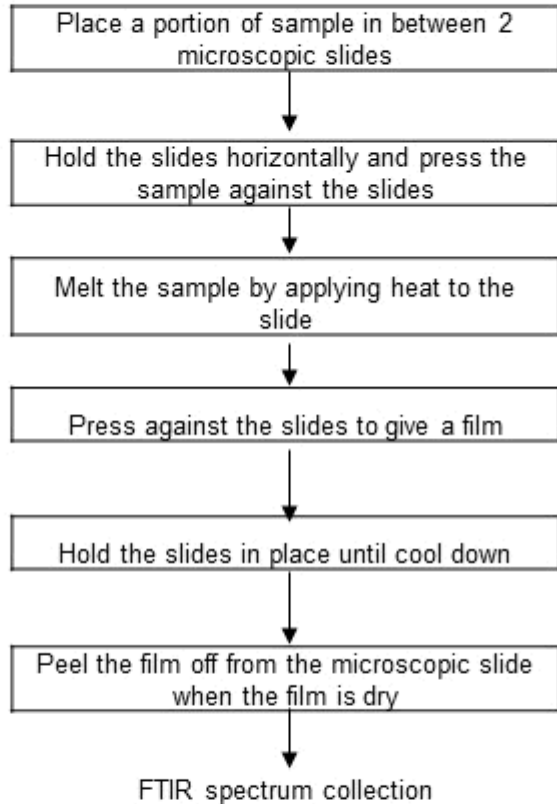 Place a portion of sample in between 2
microscopic slides
Hold the slides horizontally and press the
sample against the slides
Melt the sample by applying heat to the
slide
Press against the slides to give a film
Hold the slides in place until cool down
Peel the film off from the microscopic slide
when the film is dry
FTIR spectrum collection